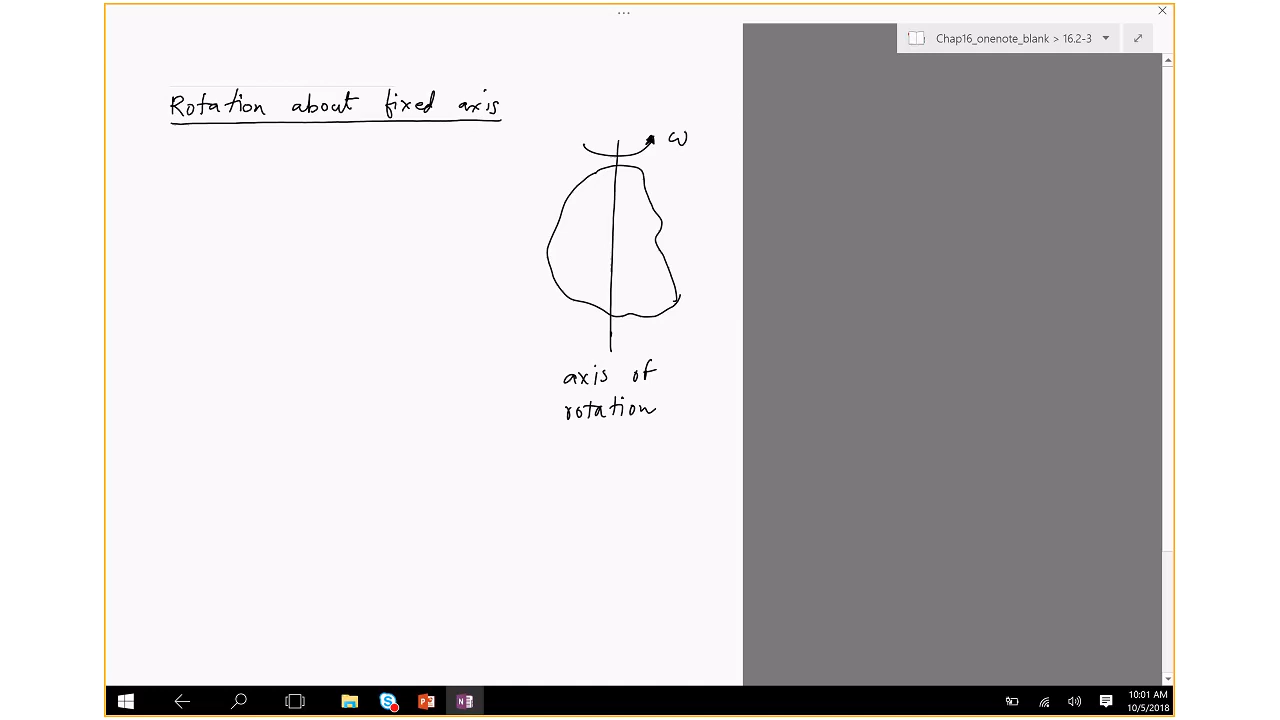 ...
Chap16_onenote_blank > 16.2-3
Rotation about fixed axis
ω
axis of
rotation
10:01 AM
10/5/2018